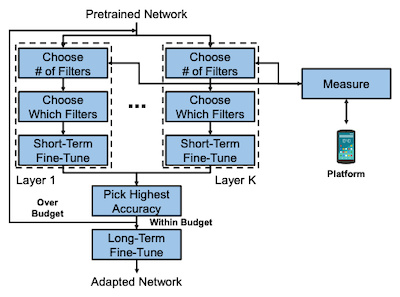 Pretrained Network
Choose
# of Filters
Choose
# of Filters
Measure
Choose
Which Filters
...
Choose
Which Filters
Short-Term
Fine-Tune
Short-Term
Fine-Tune
Platform
Layer 1
Layer K
Pick Highest
Accuracy
Over
Budget
Within Budget
Long-Term
Fine-Tune
Adapted Network